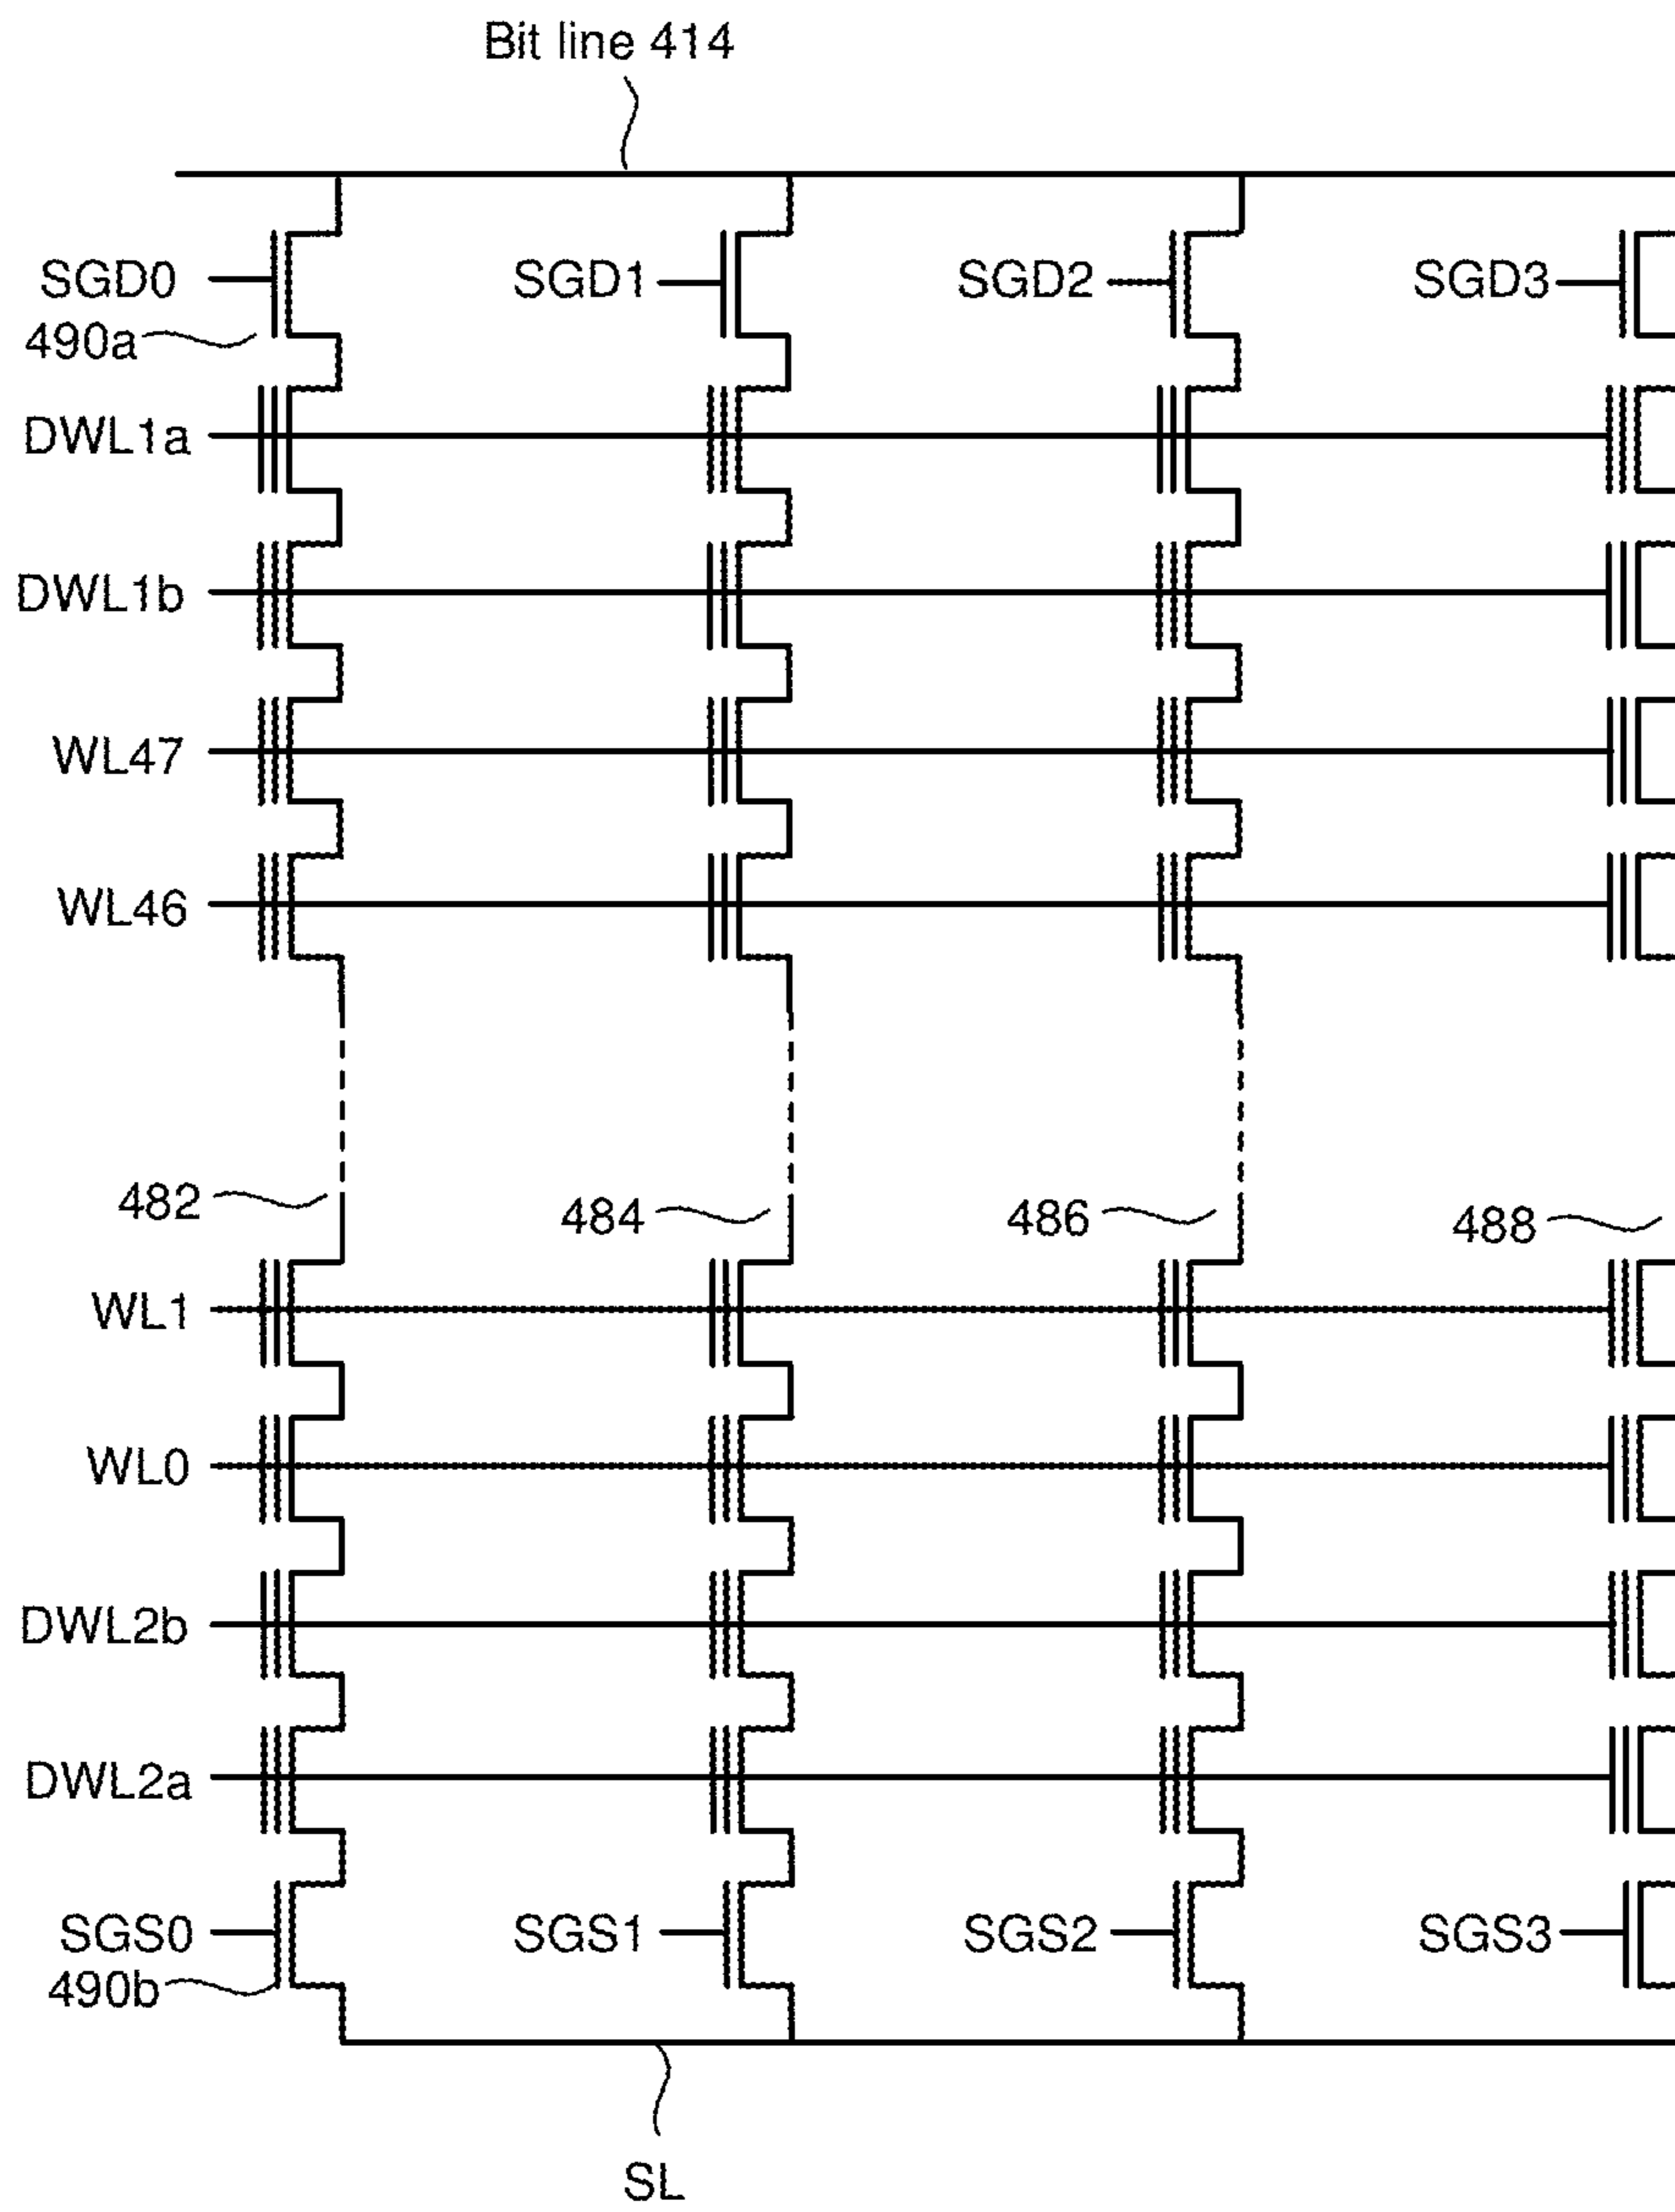 Bit line 414
SGD0
SGD1
SGD2
SGD3
490a
DWL1a
DWL1b
WL47
WL46
482
484
486
488
WL1
WL0
DWL2b
DWL2a
SGS0
SGS1
SGS2
SGS3
490b
SL